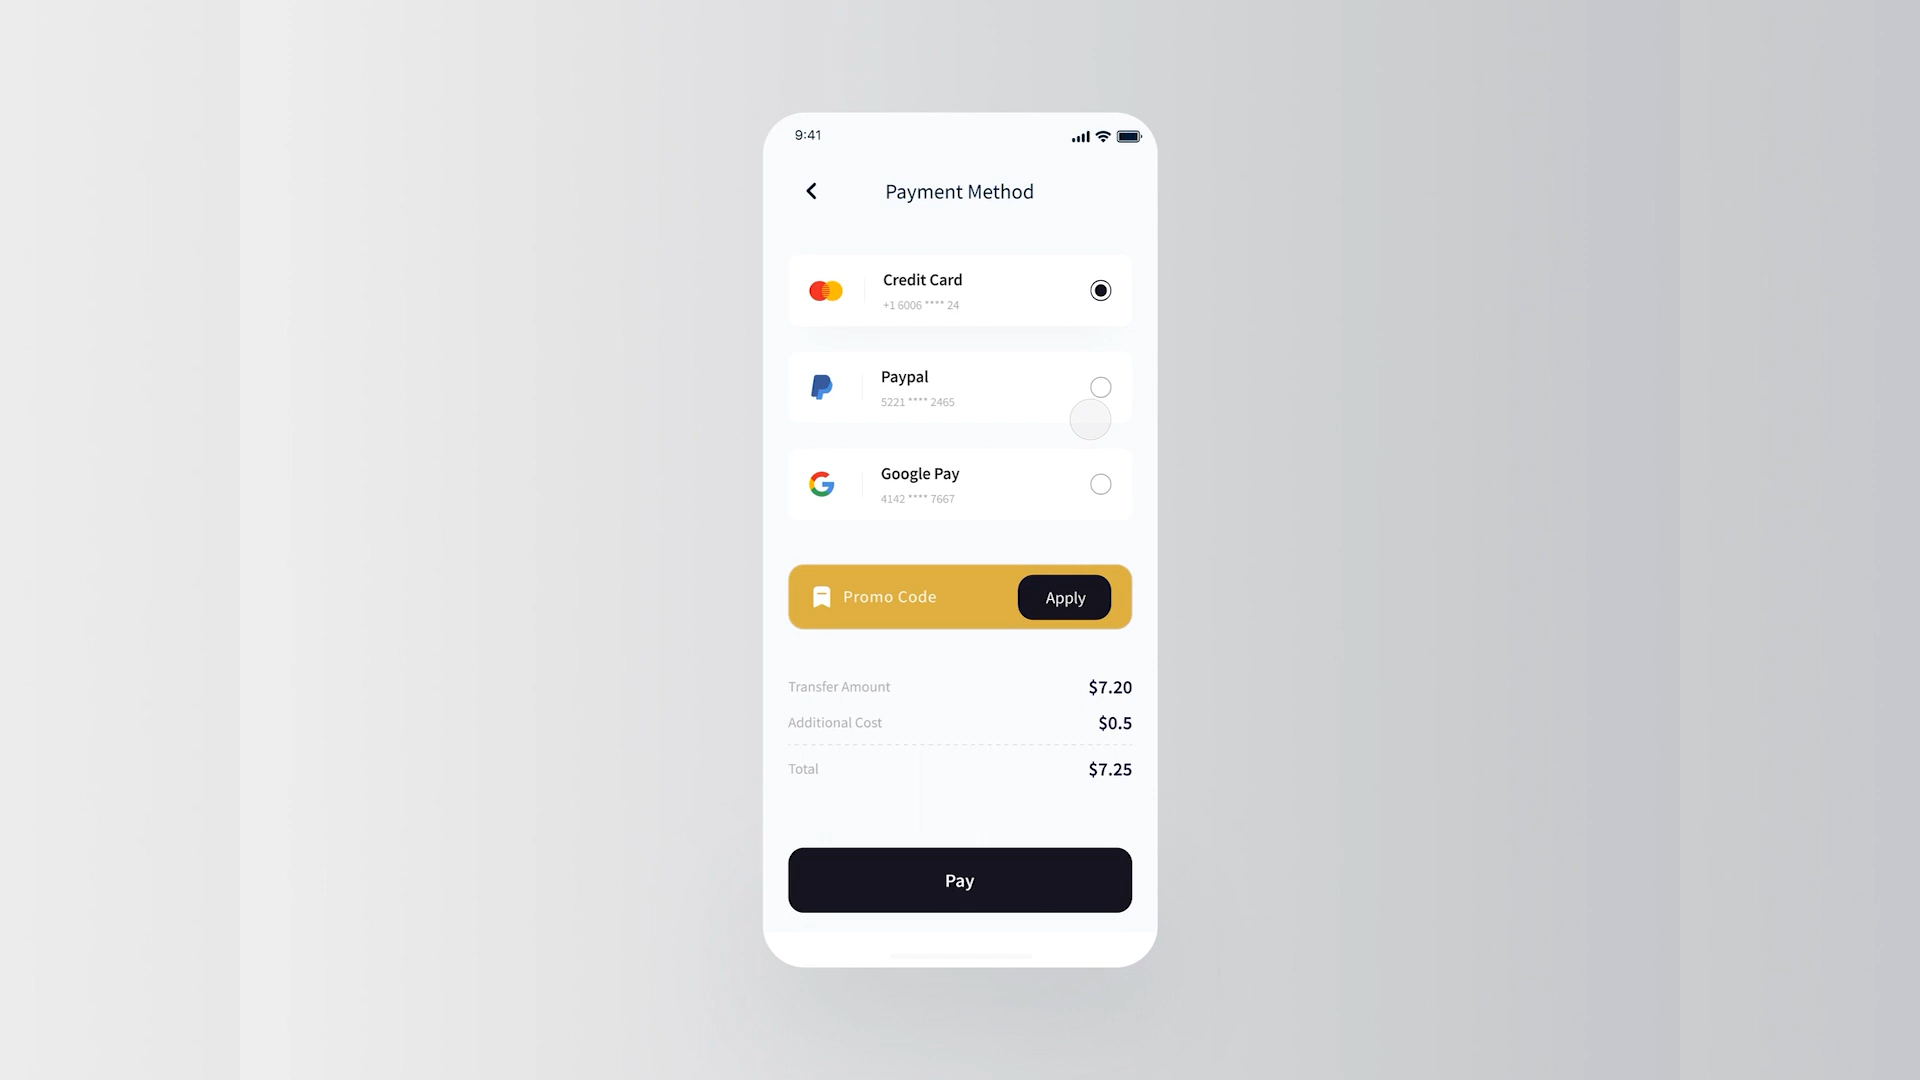 9:41
Payment Method
Credit Card
+1 6006 **** 24
Paypal
5221 **** 2465
Google Pay
4142 **** 7667
Promo Code
Apply
Transfer Amount
$7.20
Additional Cost
$0.5
Total
$7.25
Pay